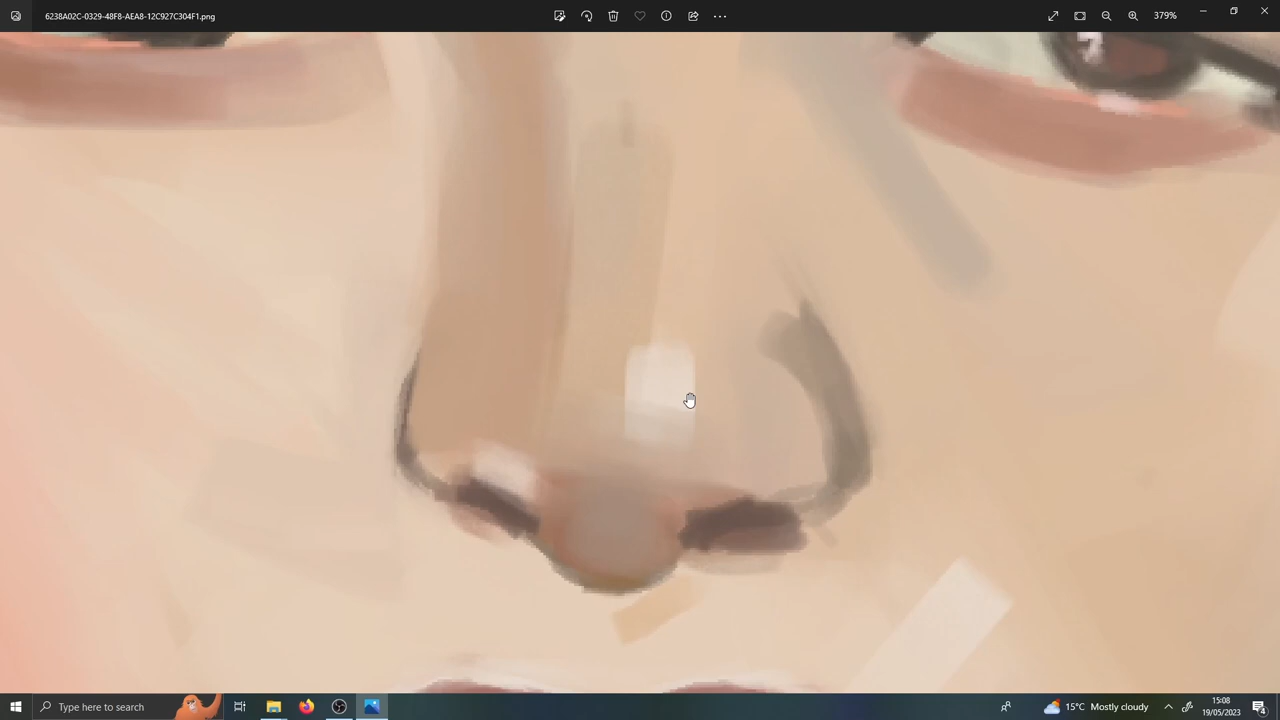 6238A02C-0329-48F8-AEA8-12C927C304F1.png
379%
Type here to search
15°C Mostly cloudy
15:08
19/05/2023
4